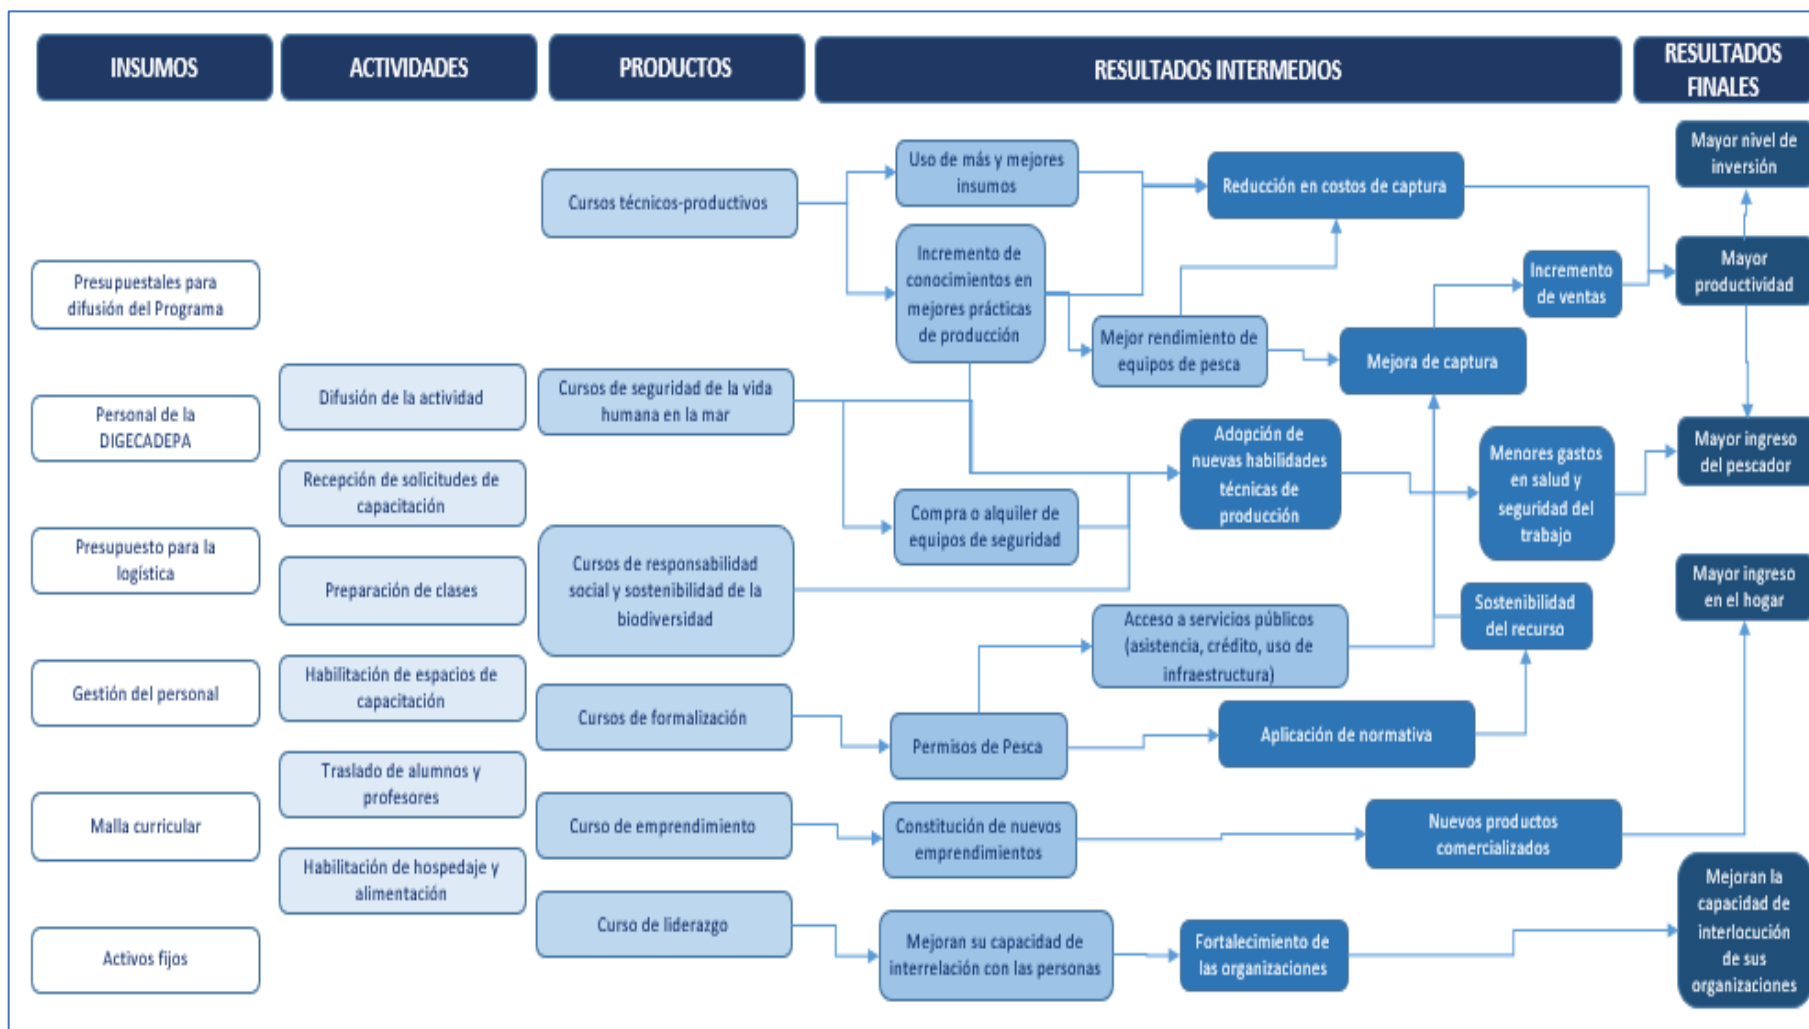 INSUMOS
ACTIVIDADES
PRODUCTOS
RESULTADOS INTERMEDIOS
RESULTADOS
FINALES
Presupuestales para
difusión del Programa
Personal de la
DIGECADEPA
Presupuesto para la
logística
Gestión del personal
Malla curricular
Activos fijos
Difusión de la actividad
Recepción de solicitudes de
capacitación
Preparación de clases
Habilitación de espacios de
capacitación
Traslado de alumnos y
profesores
Habilitación de hospedaje y
alimentación
Cursos técnicos-productivos
Cursos de seguridad de la vida
humana en la mar
Cursos de responsabilidad
social y sostenibilidad de la
biodiversidad
Cursos de formalización
Curso de emprendimiento
Curso de liderazgo
Uso de más y mejores
insumos
Incremento de
conocimientos en
mejores prácticas
de producción
Mejor rendimiento de
equipos de pesca
Compra o alquiler de
equipos de seguridad
Acceso a servicios públicos
(asistencia, crédito, uso de
infraestructura)
Permisos de Pesca
Constitución de nuevos
emprendimientos
Mejoran su capacidad de
interrelación con las personas
Reducción en costos de captura
Incremento
de ventas
Mejora de captura
Adopción de
nuevas habilidades
técnicas de
producción
Menores gastos
en salud y
seguridad del
trabajo
Sostenibilidad
del recurso
Aplicación de normativa
Nuevos productos
comercializados
Fortalecimiento de
las organizaciones
Mayor nivel de
inversión
Mayor
productividad
Mayor ingreso
del pescador
Mayor ingreso
en el hogar
Mejoran la
capacidad de
interlocución
de sus
organizaciones